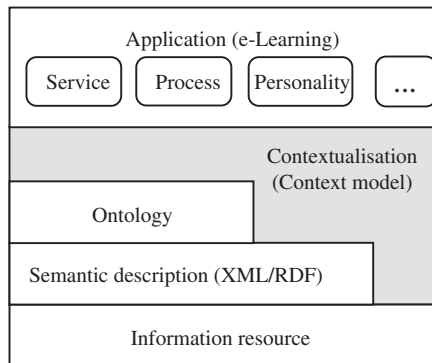 Application (e-Learning)
Service Process Personality ...
Contextualisation
(Context model)
Ontology
Semantic description (XML/RDF)
Information resource